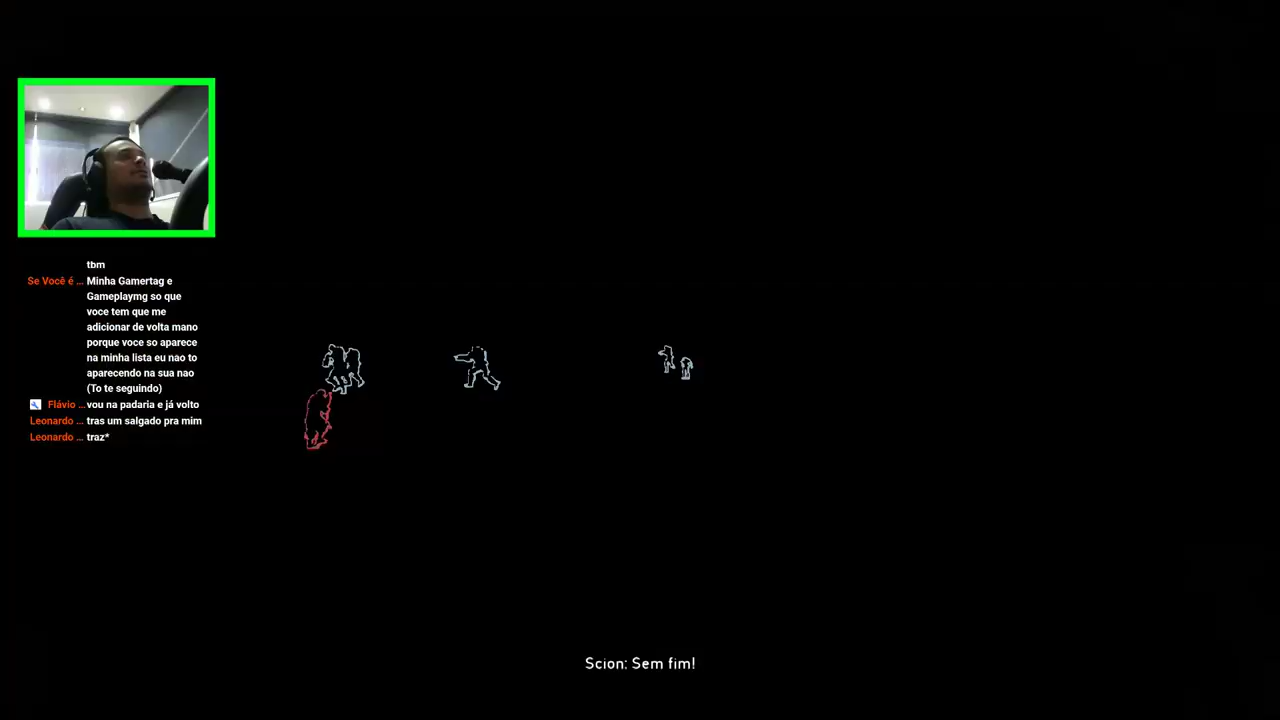 tbm
Se Você é ... Minha Gamertag e
Gameplaymg so que
voce tem que me
adicionar de volta mano
porque voce so aparece
na minha lista eu nao to
aparecendo na sua nao
(To te seguindo)
Flávio ... vou na padaria e já volto
Leonardo ... tras um salgado pra mim
Leonardo ... traz*
Scion: Sem fim!